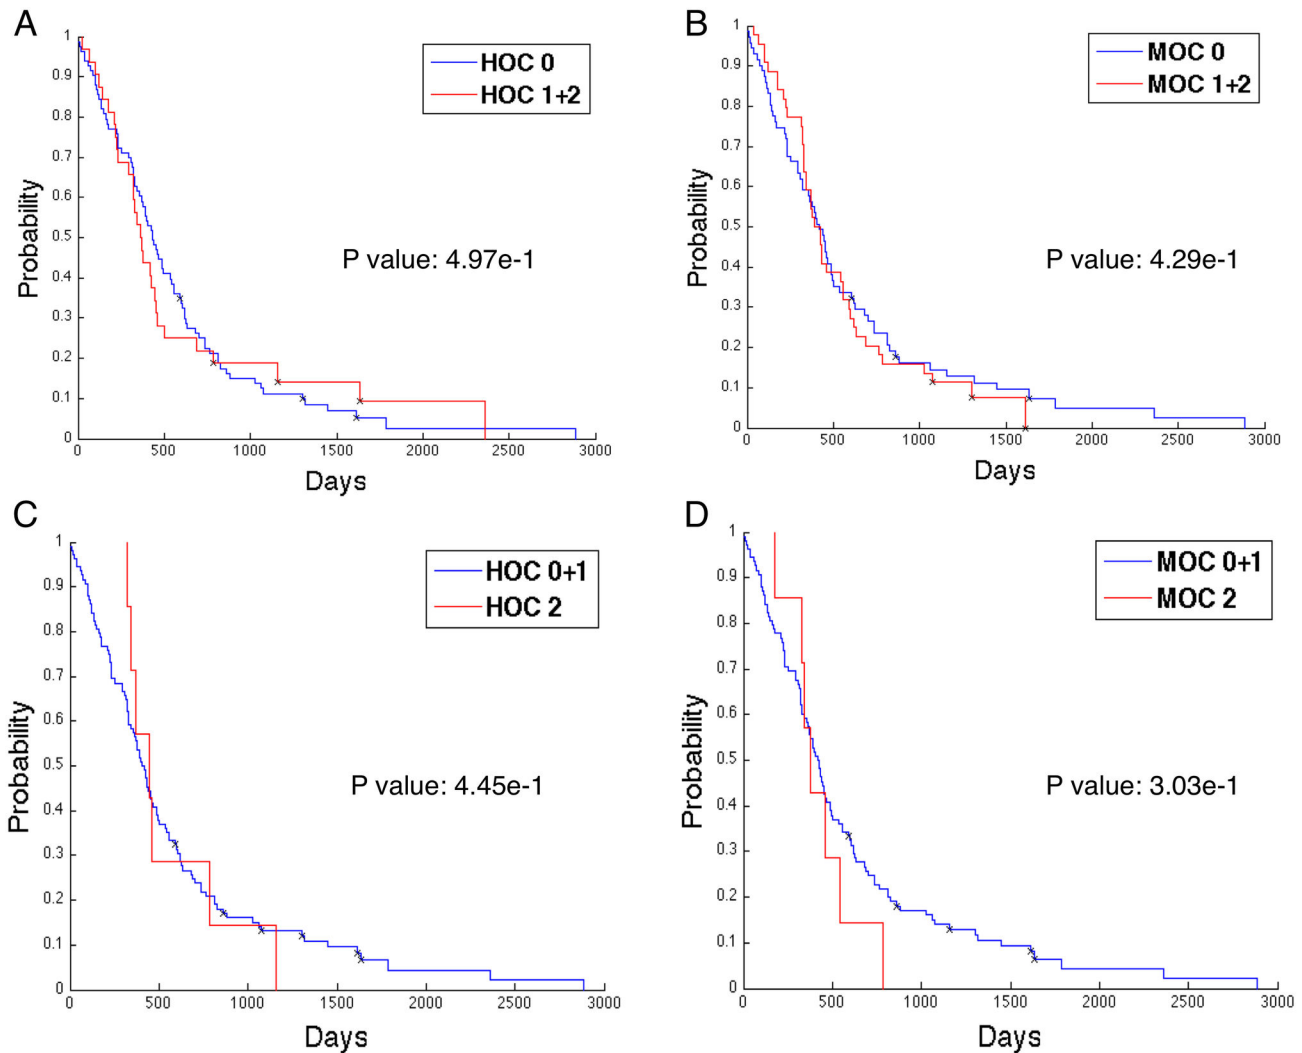 A
1
0.9
0.8
0.7
0.6
0.5
0.4
0.3
0.2
0.1
0
Probability
HOC 0
HOC 1+2
P value: 4.97e-1
0 500 1000 1500 2000 2500 3000
Days
B
1
0.9
0.8
0.7
0.6
0.5
0.4
0.3
0.2
0.1
0
Probability
MOC 0
MOC 1+2
P value: 4.29e-1
0 500 1000 1500 2000 2500 3000
Days
C
1
0.9
0.8
0.7
0.6
0.5
0.4
0.3
0.2
0.1
0
Probability
HOC 0+1
HOC 2
P value: 4.45e-1
0 500 1000 1500 2000 2500 3000
Days
D
1
0.9
0.8
0.7
0.6
0.5
0.4
0.3
0.2
0.1
0
Probability
MOC 0+1
MOC 2
P value: 3.03e-1
0 500 1000 1500 2000 2500 3000
Days